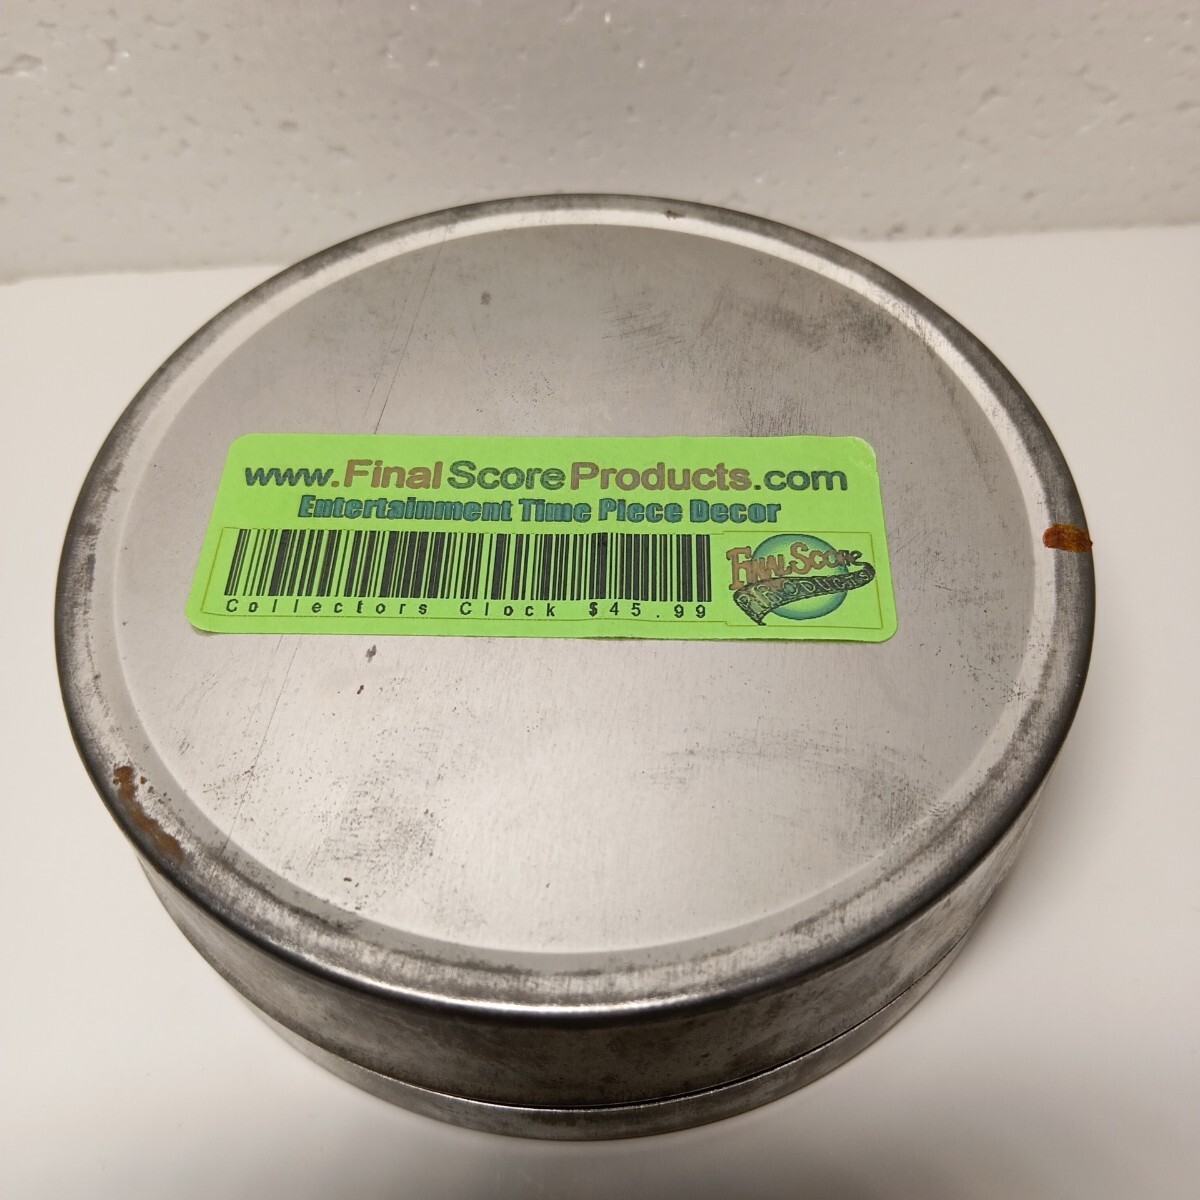 www.FinalScoreProducts.com
Entertainment Time Piece Decor
Collectors Clock $45.99
FINAL SCORE
PRODUCTS